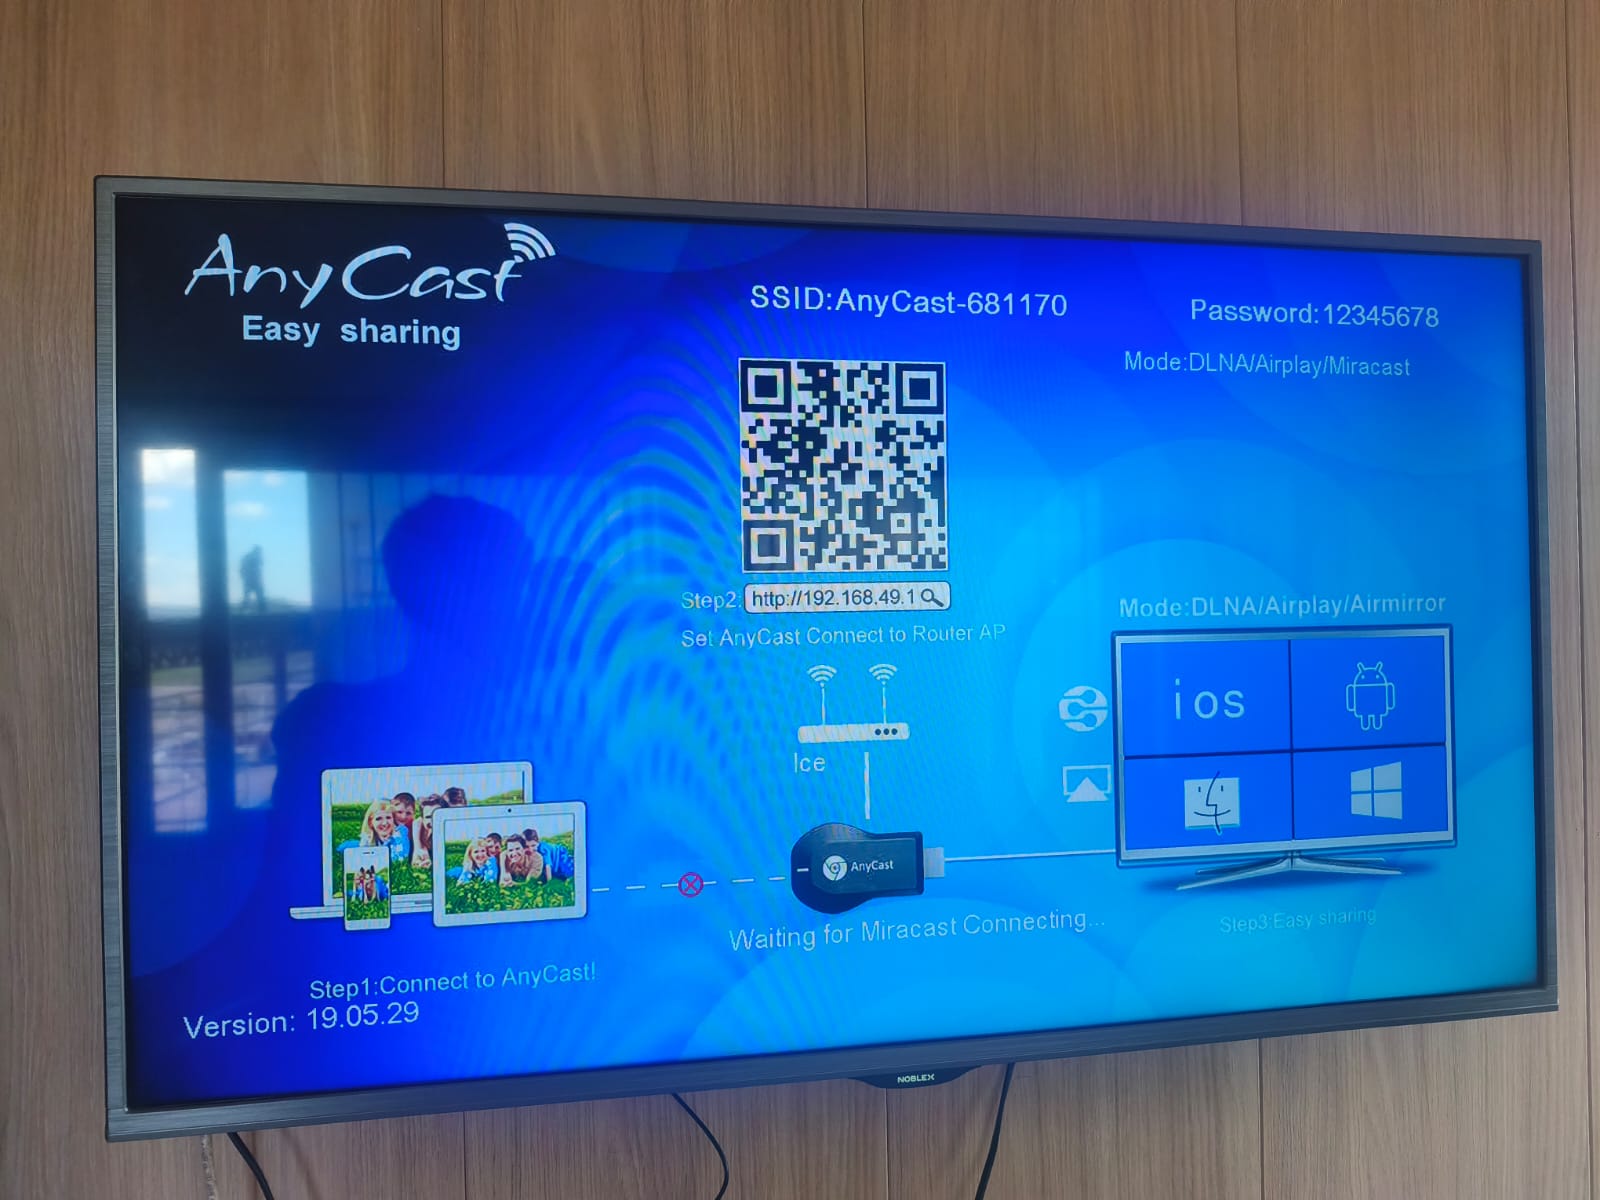 AnyCast
Easy sharing
SSID:AnyCast-681170
Password:12345678
Mode:DLNA/Airplay/Miracast
Step2: http://192.168.49.1
Set AnyCast Connect to Router AP
Ice
Mode:DLNA/Airplay/Airmirror
ios
AnyCast
Waiting for Miracast Connecting...
Step3:Easy sharing
Step1:Connect to AnyCast!
Version: 19.05.29
NOBLEX